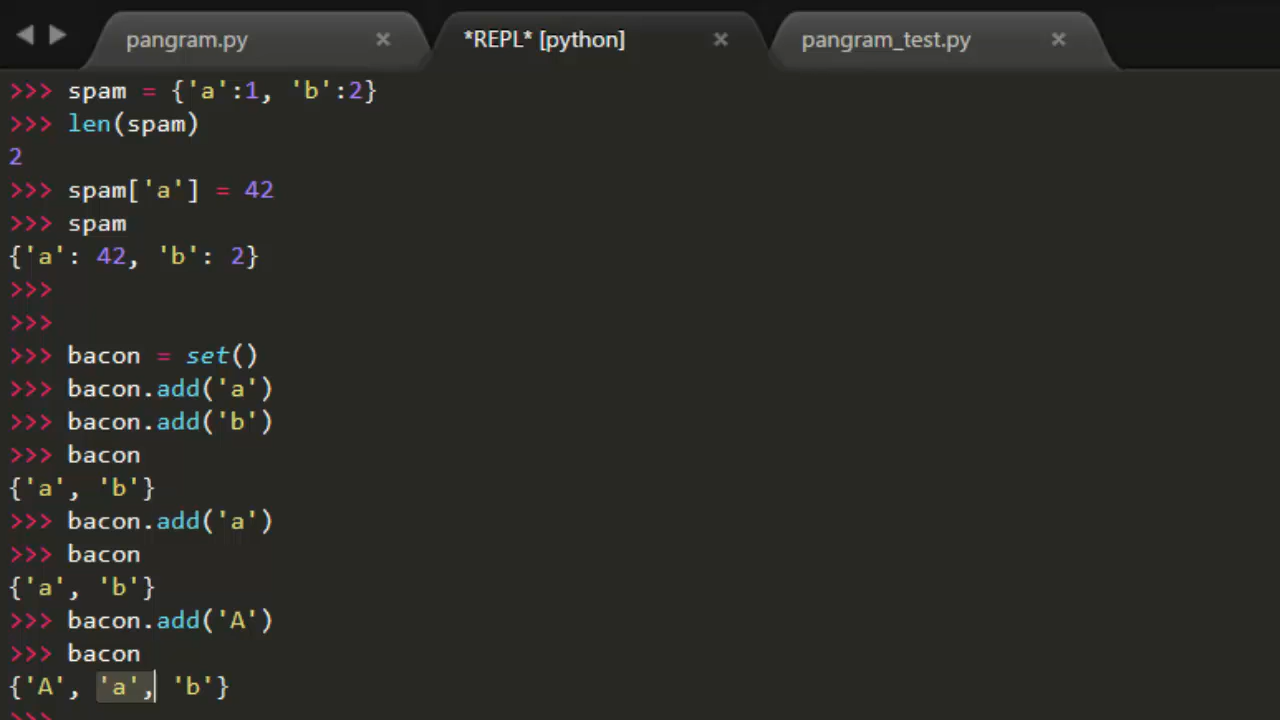 pangram.py × *REPL* [python] × pangram_test.py ×
>>> spam = {'a':1, 'b':2}
>>> len(spam)
2
>>> spam['a'] = 42
>>> spam
{'a': 42, 'b': 2}
>>>
>>>
>>> bacon = set()
>>> bacon.add('a')
>>> bacon.add('b')
>>> bacon
{'a', 'b'}
>>> bacon.add('a')
>>> bacon
{'a', 'b'}
>>> bacon.add('A')
>>> bacon
{'A', 'a', 'b'}
>>>